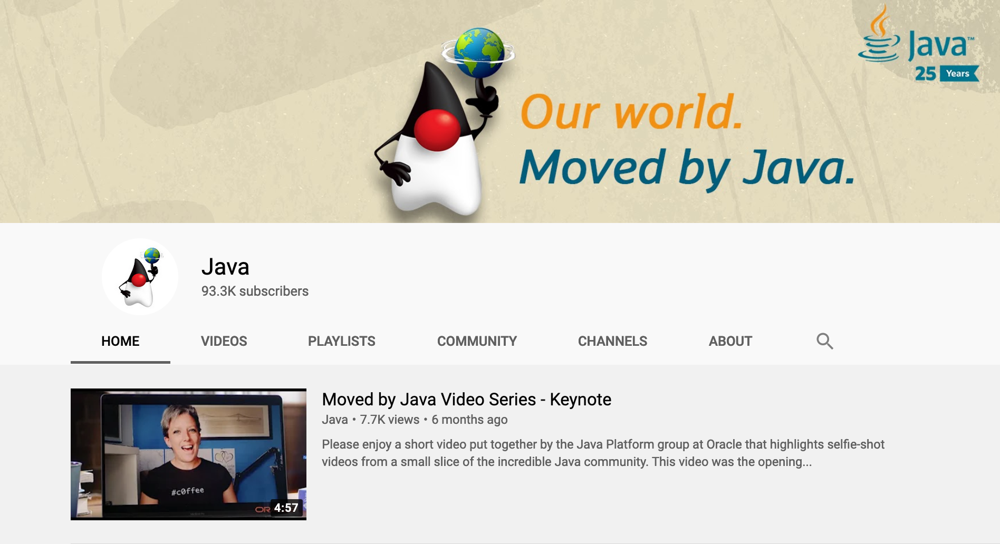 Java™
25 Years
Our world.
Moved by Java.
Java
93.3K subscribers
HOME VIDEOS PLAYLISTS COMMUNITY CHANNELS ABOUT
Moved by Java Video Series - Keynote
Java • 7.7K views • 6 months ago
Please enjoy a short video put together by the Java Platform group at Oracle that highlights selfie-shot
videos from a small slice of the incredible Java community. This video was the opening...
#c0ffee
OR
4:57